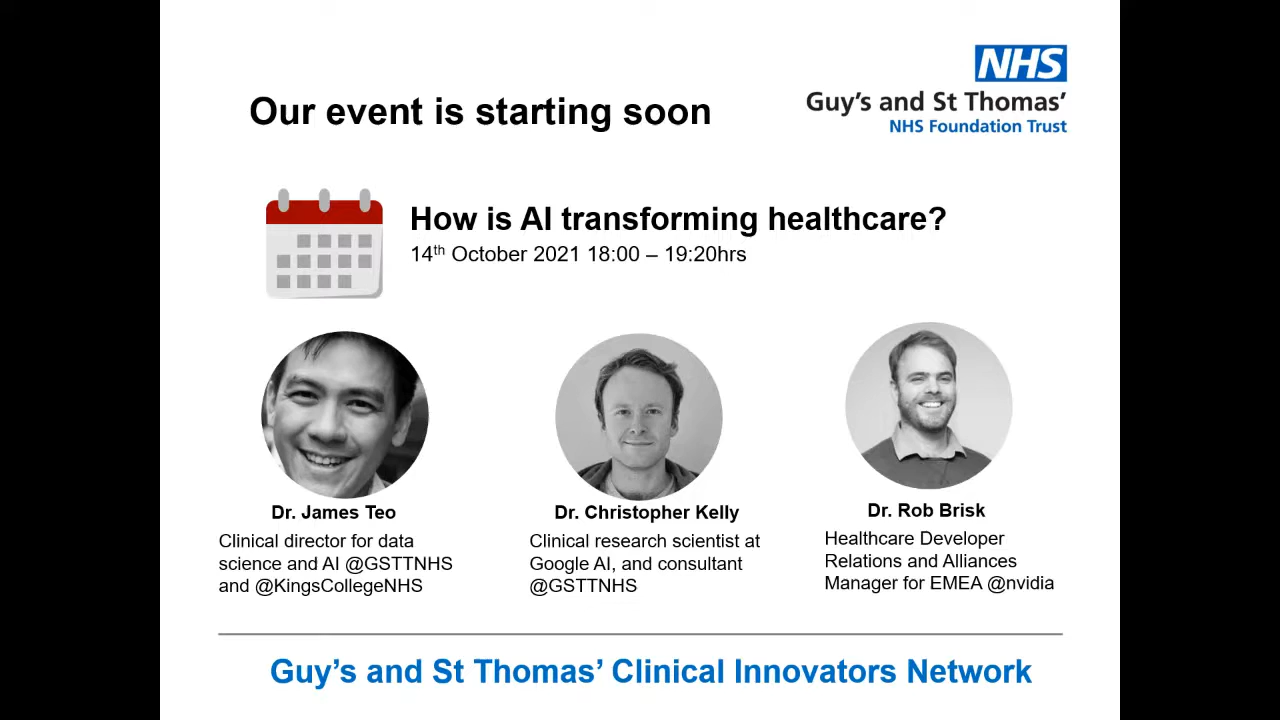 NHS
Guy's and St Thomas'
NHS Foundation Trust
Our event is starting soon
How is AI transforming healthcare?
14th October 2021 18:00 – 19:20hrs
Dr. James Teo
Clinical director for data
science and AI @GSTTNHS
and @KingsCollegeNHS
Dr. Christopher Kelly
Clinical research scientist at
Google AI, and consultant
@GSTTNHS
Dr. Rob Brisk
Healthcare Developer
Relations and Alliances
Manager for EMEA @nvidia
Guy's and St Thomas' Clinical Innovators Network